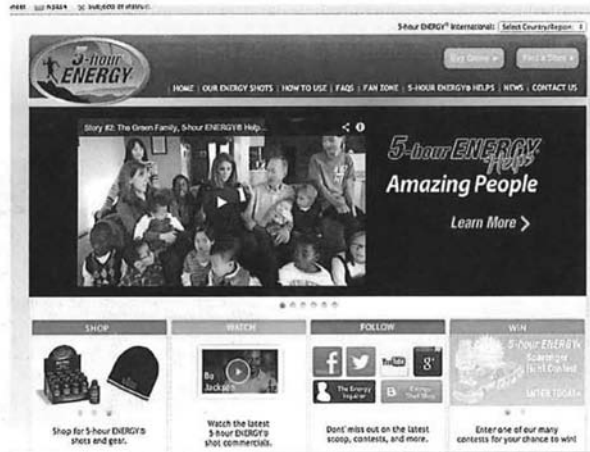 5-hour ENERGY® International: Select Country/Region
5-hour
ENERGY
Buy Online >
Find a Store >
HOME | OUR ENERGY SHOTS | HOW TO USE | FAQS | FAN ZONE | 5-HOUR ENERGY® HELPS | NEWS | CONTACT US
Story #2: The Green Family, 5-hour ENERGY® Help...
5-hour ENERGY
Helps
Amazing People
Learn More >
SHOP
WATCH
FOLLOW
WIN
Bo
Jackson
f
You Tube
g+
The Energy
Inquirer
B
5-hour ENERGY®
Scavenger
Hunt Contest
ENTER TODAY
Shop for 5-hour ENERGY®
shots and gear.
Watch the latest
5-hour ENERGY®
shot commercials.
Dont' miss out on the latest
scoop, contests, and more.
Enter one of our many
contests for your chance to win!